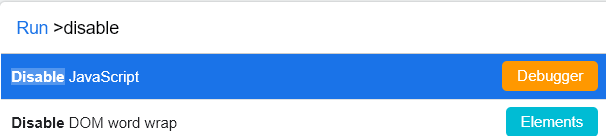 Run >disable
Disable JavaScript Debugger
Disable DOM word wrap Elements